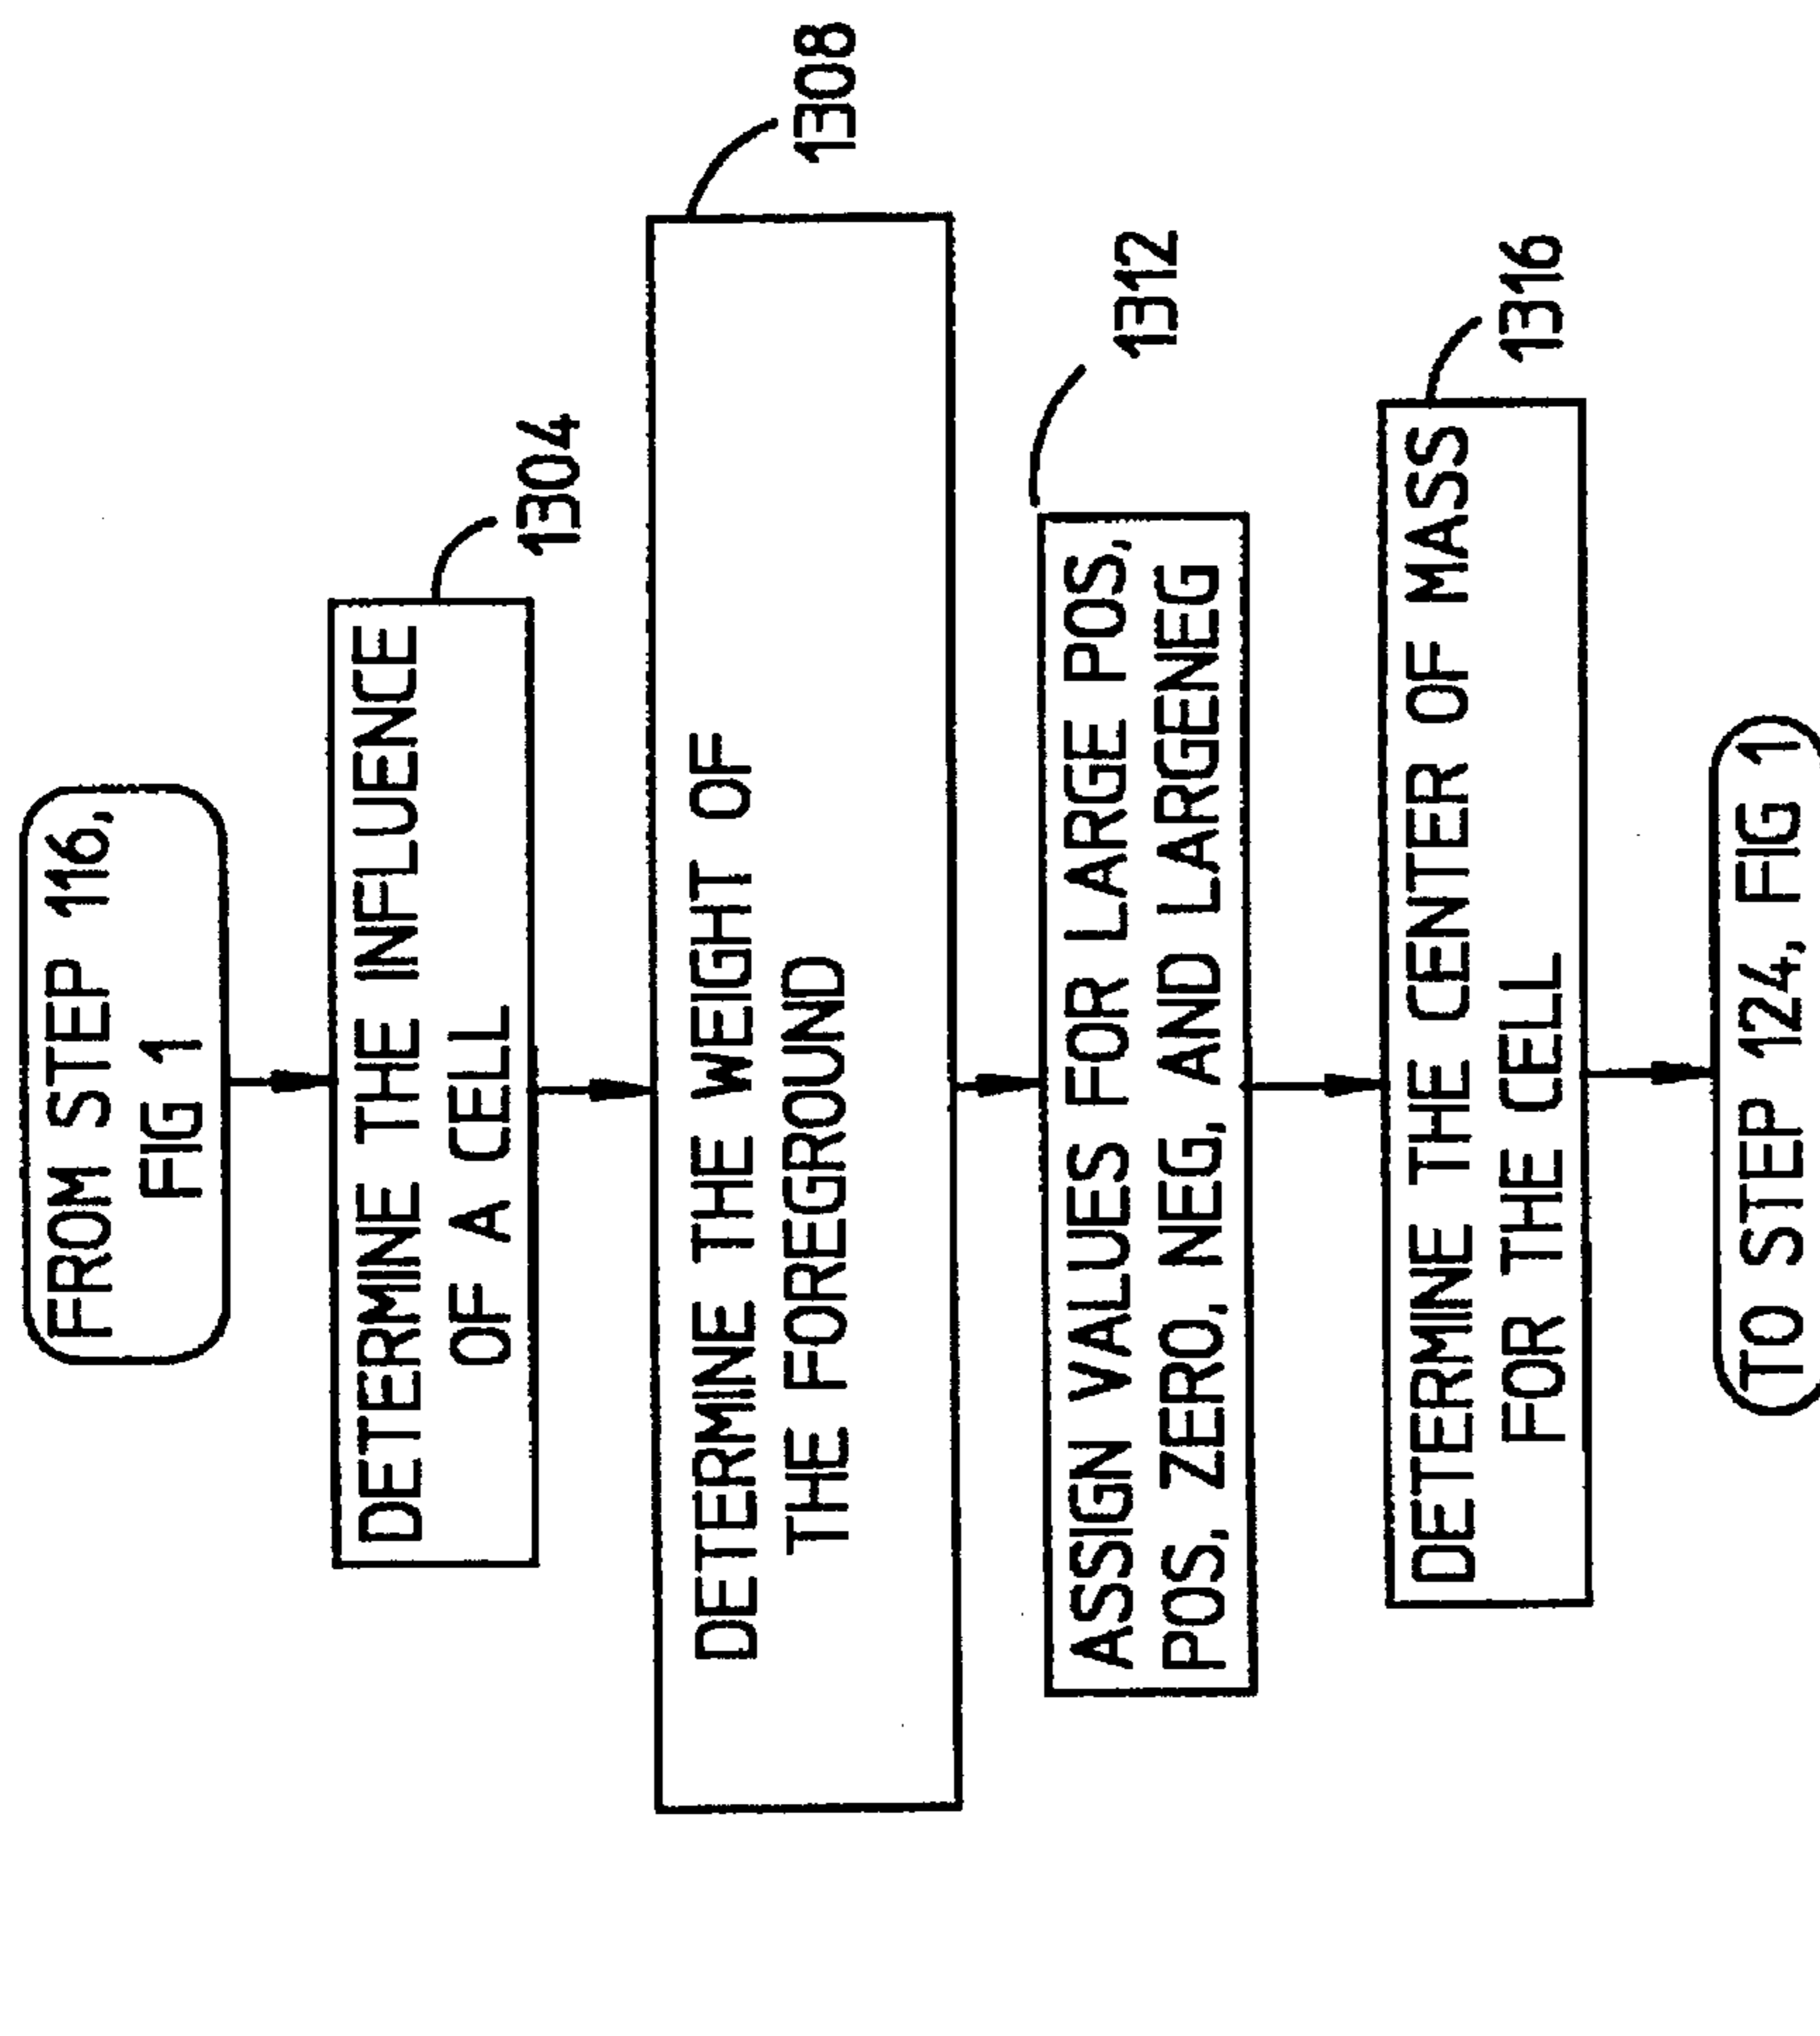 FROM STEP 116,
FIG 1
DETERMINE THE INFLUENCE
OF A CELL
1304
DETERMINE THE WEIGHT OF
THE FOREGROUND
1308
ASSIGN VALUES FOR LARGE POS,
POS, ZERO, NEG, AND LARGENEG
1312
DETERMINE THE CENTER OF MASS
FOR THE CELL
1316
TO STEP 124, FIG 1